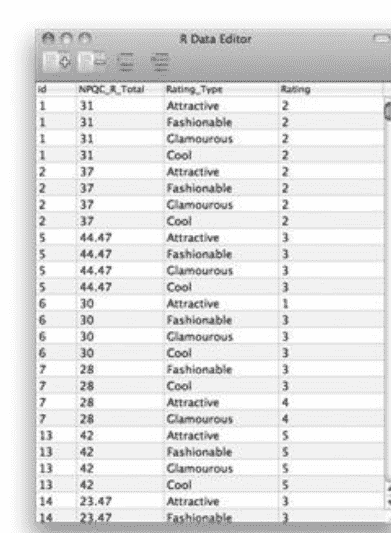 R Data Editor
id NPQC_R_Total Rating_Type Rating
1 31 Attractive 2
1 31 Fashionable 2
1 31 Glamourous 2
1 31 Cool 2
2 37 Attractive 2
2 37 Fashionable 2
2 37 Glamourous 2
2 37 Cool 2
5 44.47 Attractive 3
5 44.47 Fashionable 3
5 44.47 Glamourous 3
5 44.47 Cool 3
6 30 Attractive 1
6 30 Fashionable 3
6 30 Glamourous 3
6 30 Cool 3
7 28 Fashionable 3
7 28 Cool 3
7 28 Attractive 4
7 28 Glamourous 4
13 42 Attractive 5
13 42 Fashionable 5
13 42 Glamourous 5
13 42 Cool 5
14 23.47 Attractive 3
14 23.47 Fashionable 3